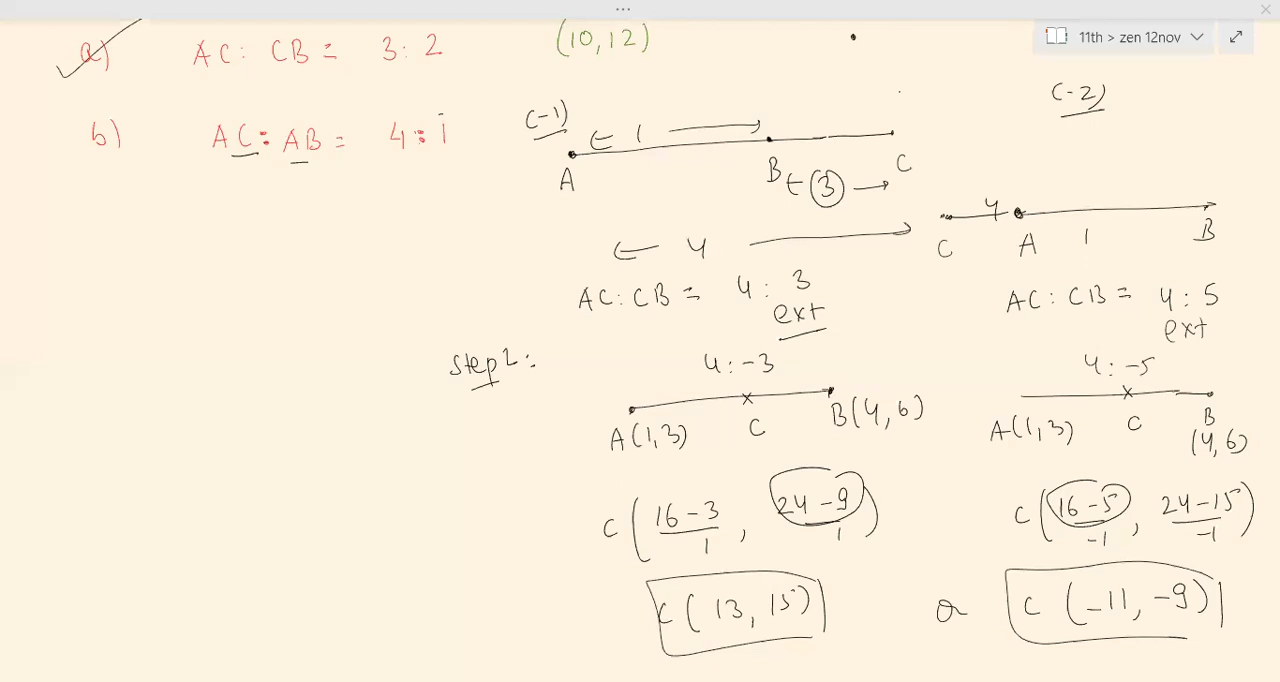 a) AC: CB = 3:2
(10,12)
11th > zen 12nov
b) AC: AB = 4:1
(-1)
1
A
B
C
3
4
AC: CB = 4:3
ext
(-2)
4
C
A
1
B
AC: CB = 4:5
ext
Step 2:
4:-3
A(1,3)
C
B(4,6)
4:-5
A(1,3)
C
B
(4,6)
C(16-3/1, 24-9/1)
C(16-5/-1, 24-15/-1)
C(13,15)
or
C(-11,-9)